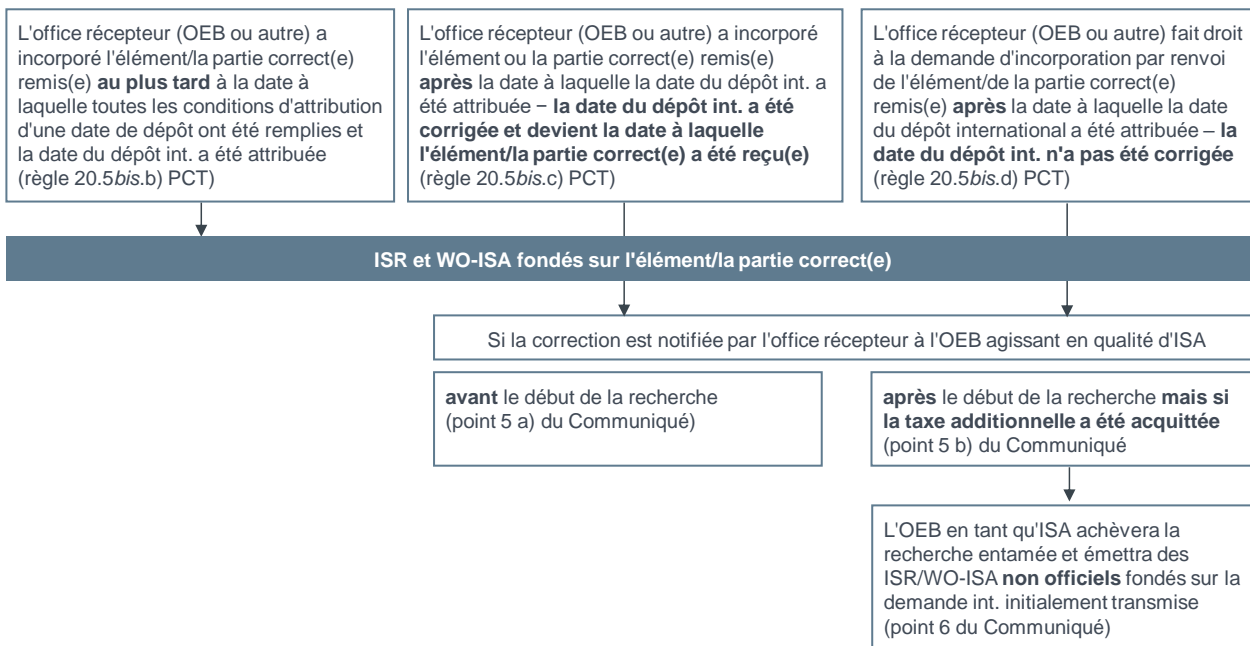 L'office récepteur (OEB ou autre) a
incorporé l'élément/la partie correct(e)
remis(e) au plus tard à la date à
laquelle toutes les conditions d'attribution
d'une date de dépôt ont été remplies et
la date du dépôt int. a été attribuée
(règle 20.5bis.b) PCT)
L'office récepteur (OEB ou autre) a incorporé
l'élément ou la partie correct(e) remis(e)
après la date à laquelle la date du dépôt int. a
été attribuée − la date du dépôt int. a été
corrigée et devient la date à laquelle
l'élément/la partie correct(e) a été reçu(e)
(règle 20.5bis.c) PCT)
L'office récepteur (OEB ou autre) fait droit
à la demande d'incorporation par renvoi
de l'élément/de la partie correct(e)
remis(e) après la date à laquelle la date
du dépôt international a été attribuée – la
date du dépôt int. n'a pas été corrigée
(règle 20.5bis.d) PCT)
ISR et WO-ISA fondés sur l'élément/la partie correct(e)
Si la correction est notifiée par l'office récepteur à l'OEB agissant en qualité d'ISA
avant le début de la recherche
(point 5 a) du Communiqué)
après le début de la recherche mais si
la taxe additionnelle a été acquittée
(point 5 b) du Communiqué
L'OEB en tant qu'ISA achèvera la
recherche entamée et émettra des
ISR/WO-ISA non officiels fondés sur la
demande int. initialement transmise
(point 6 du Communiqué)